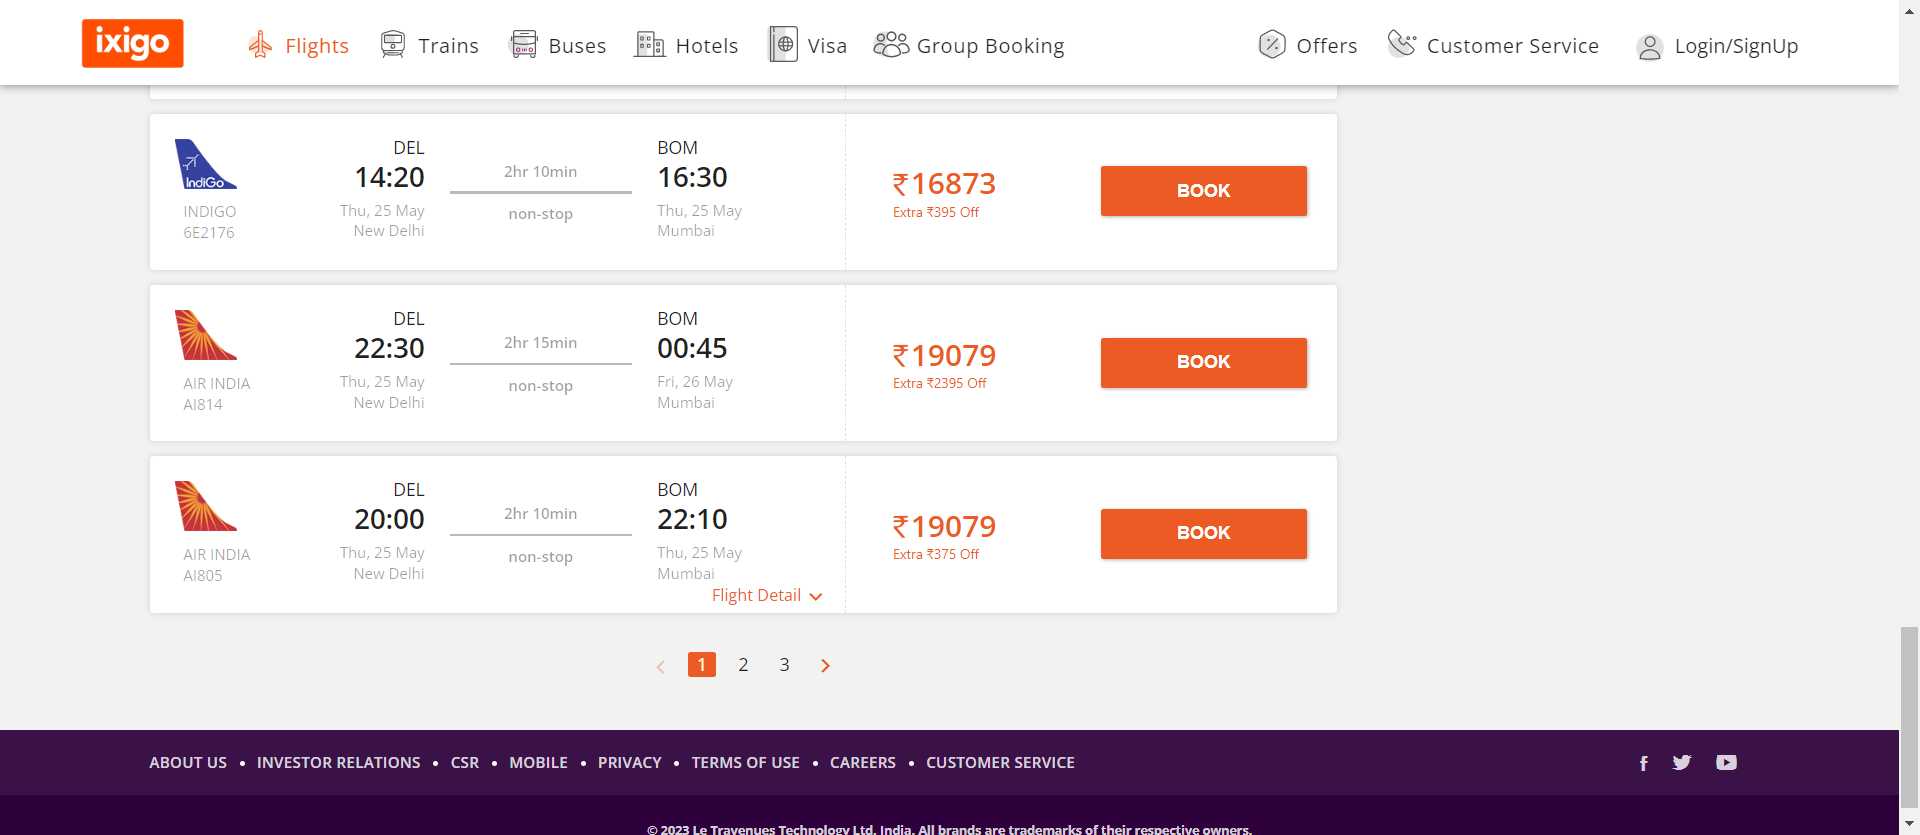 ixigo
Flights
Trains
Buses
Hotels
Visa
Group Booking
Offers
Customer Service
Login/SignUp
IndiGo
INDIGO
6E2176
DEL
14:20
Thu, 25 May
New Delhi
2hr 10min
non-stop
BOM
16:30
Thu, 25 May
Mumbai
₹16873
Extra ₹395 Off
BOOK
AIR INDIA
AI814
DEL
22:30
Thu, 25 May
New Delhi
2hr 15min
non-stop
BOM
00:45
Fri, 26 May
Mumbai
₹19079
Extra ₹2395 Off
BOOK
AIR INDIA
AI805
DEL
20:00
Thu, 25 May
New Delhi
2hr 10min
non-stop
BOM
22:10
Thu, 25 May
Mumbai
Flight Detail
₹19079
Extra ₹375 Off
BOOK
1 2 3
ABOUT US • INVESTOR RELATIONS • CSR • MOBILE • PRIVACY • TERMS OF USE • CAREERS • CUSTOMER SERVICE
© 2023 Le Travenues Technology Ltd. India. All brands are trademarks of their respective owners.